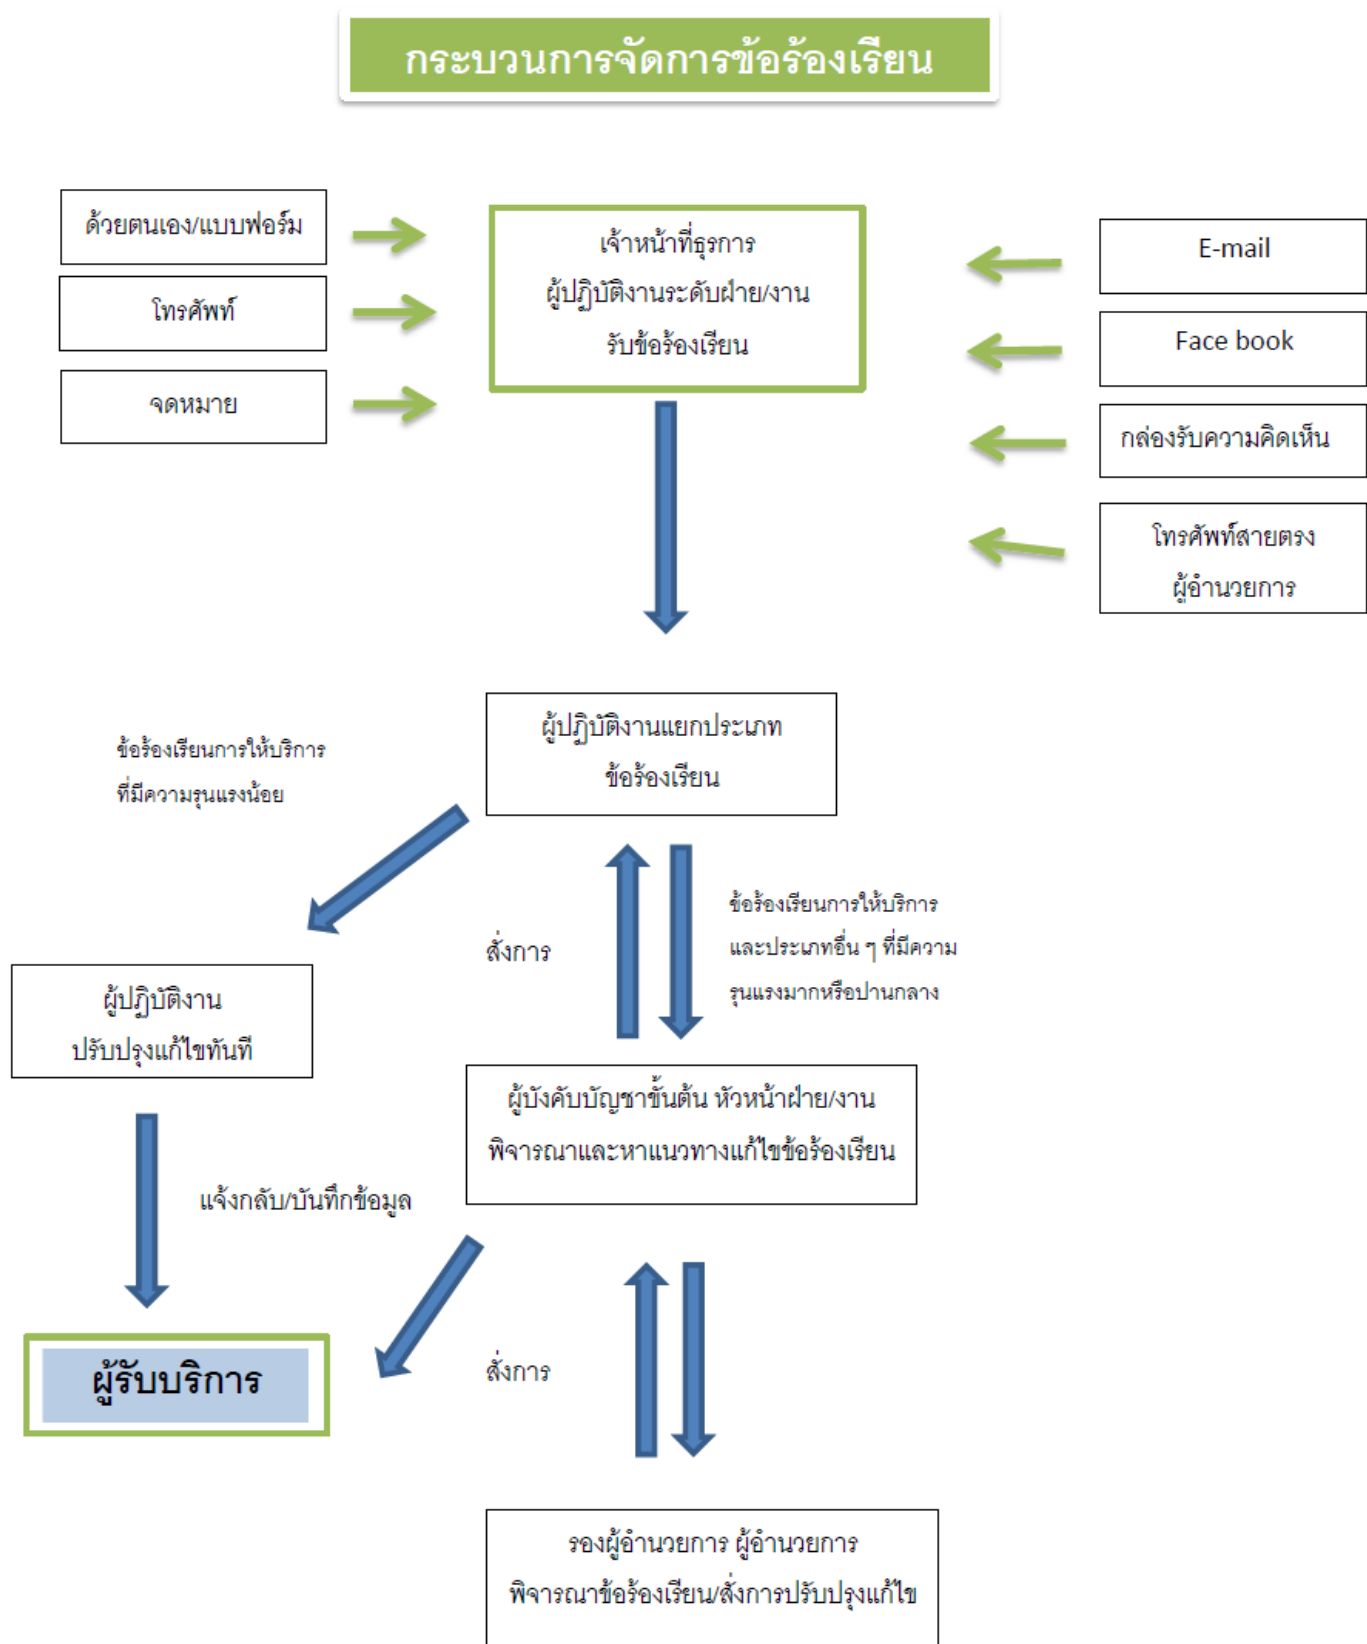 กระบวนการจัดการข้อร้องเรียน
ด้วยตนเอง/แบบฟอร์ม
โทรศัพท์
จดหมาย
เจ้าหน้าที่ธุรการ
ผู้ปฏิบัติงานระดับฝ่าย/งาน
รับข้อร้องเรียน
E-mail
Face book
กล่องรับความคิดเห็น
โทรศัพท์สายตรง
ผู้อำนวยการ
ผู้ปฏิบัติงานแยกประเภท
ข้อร้องเรียน
ข้อร้องเรียนการให้บริการ
ที่มีความรุนแรงน้อย
สั่งการ
ข้อร้องเรียนการให้บริการ
และประเภทอื่น ๆ ที่มีความ
รุนแรงมากหรือปานกลาง
ผู้ปฏิบัติงาน
ปรับปรุงแก้ไขทันที
ผู้บังคับบัญชาขั้นต้น หัวหน้าฝ่าย/งาน
พิจารณาและหาแนวทางแก้ไขข้อร้องเรียน
แจ้งกลับ/บันทึกข้อมูล
ผู้รับบริการ
สั่งการ
รองผู้อำนวยการ ผู้อำนวยการ
พิจารณาข้อร้องเรียน/สั่งการปรับปรุงแก้ไข